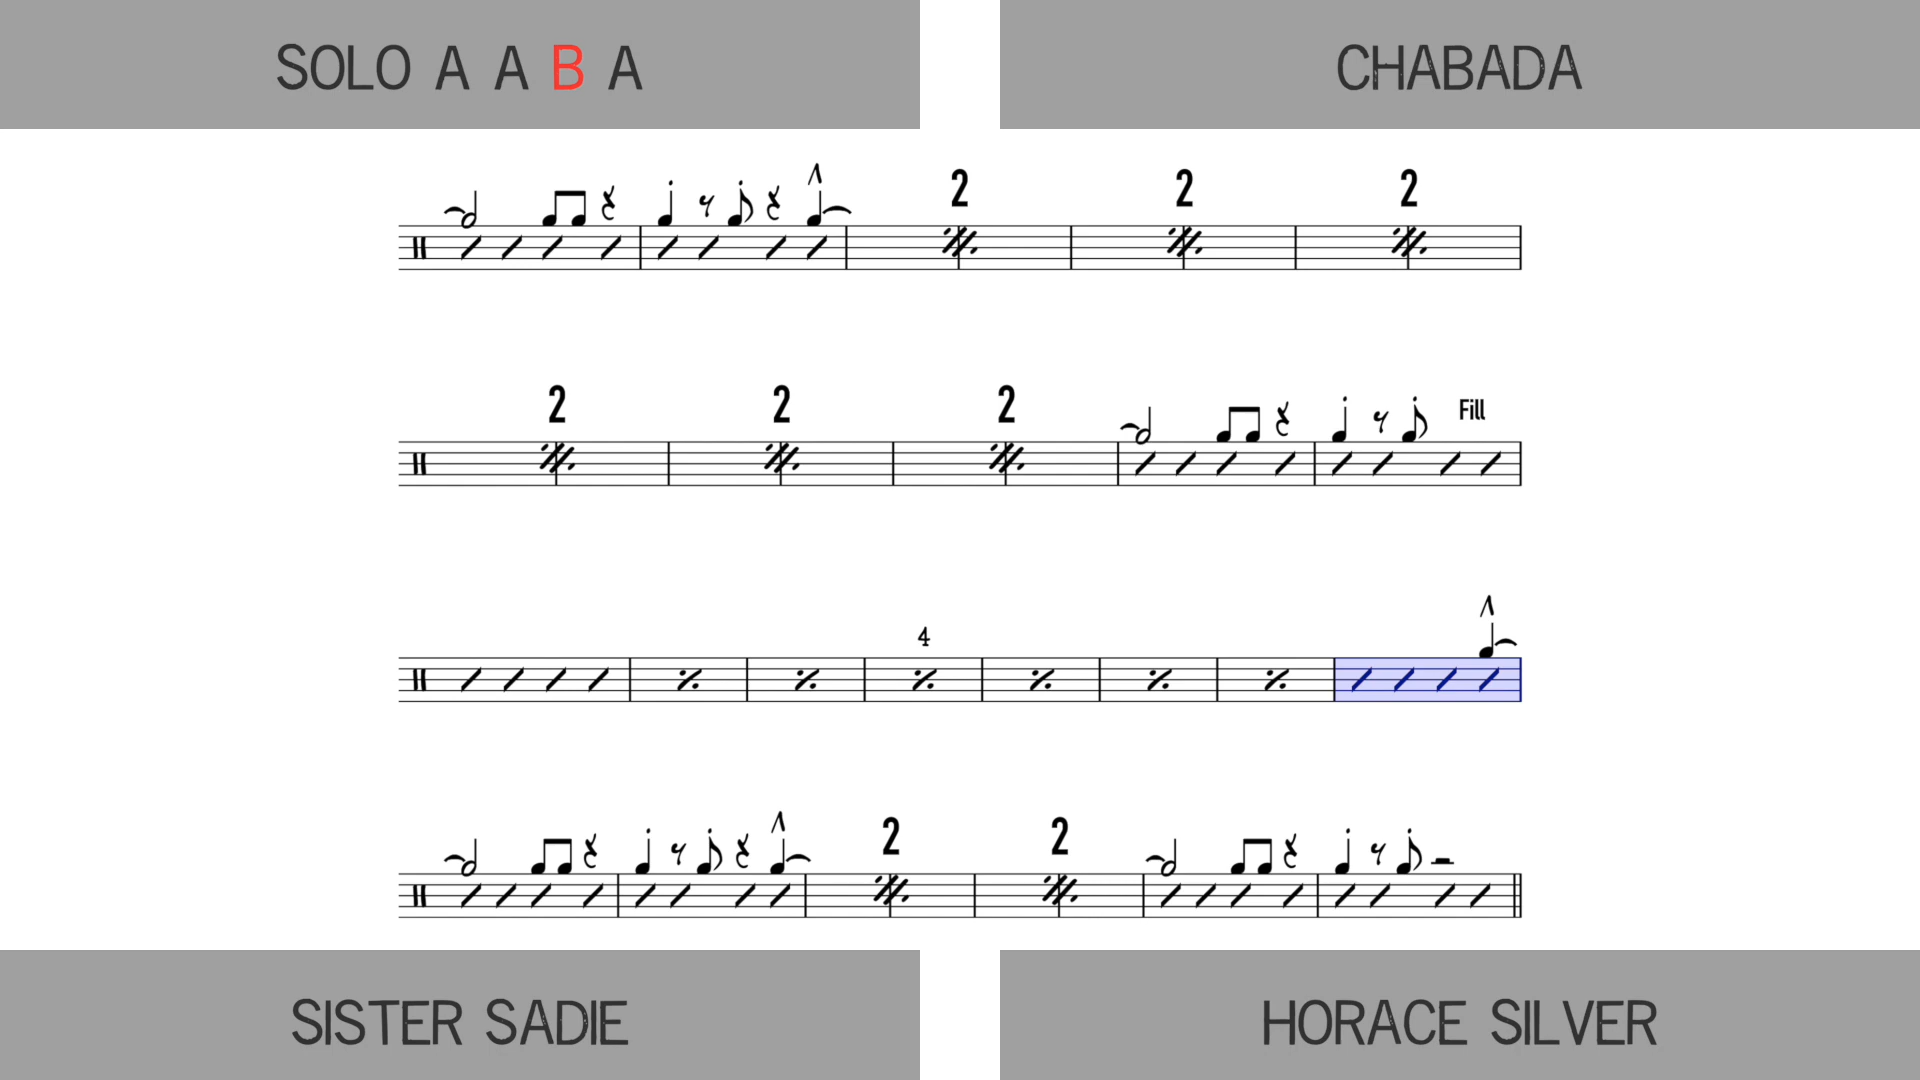 SOLO A A B A
CHABADA
2 2 2
2 2 2 Fill
4
2 2
SISTER SADIE
HORACE SILVER